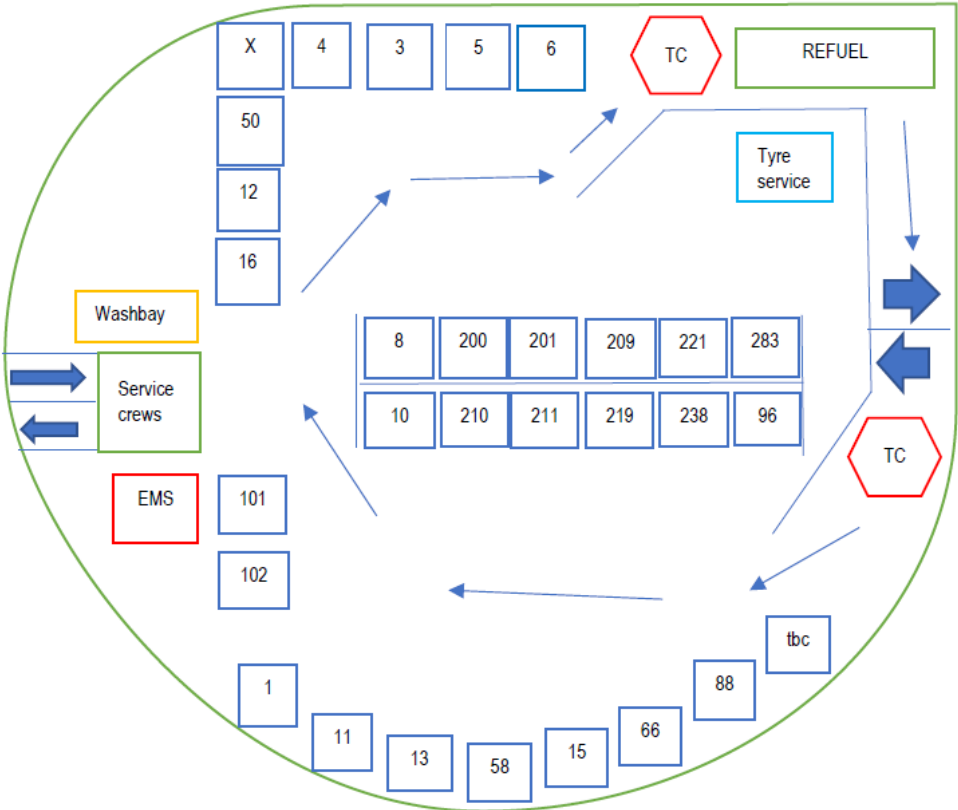 X
4
3
5
6
TC
REFUEL
50
Tyre
service
12
16
Washbay
8
200
201
209
221
283
Service
crews
10
210
211
219
238
96
TC
EMS
101
102
tbc
1
88
11
66
13
15
58